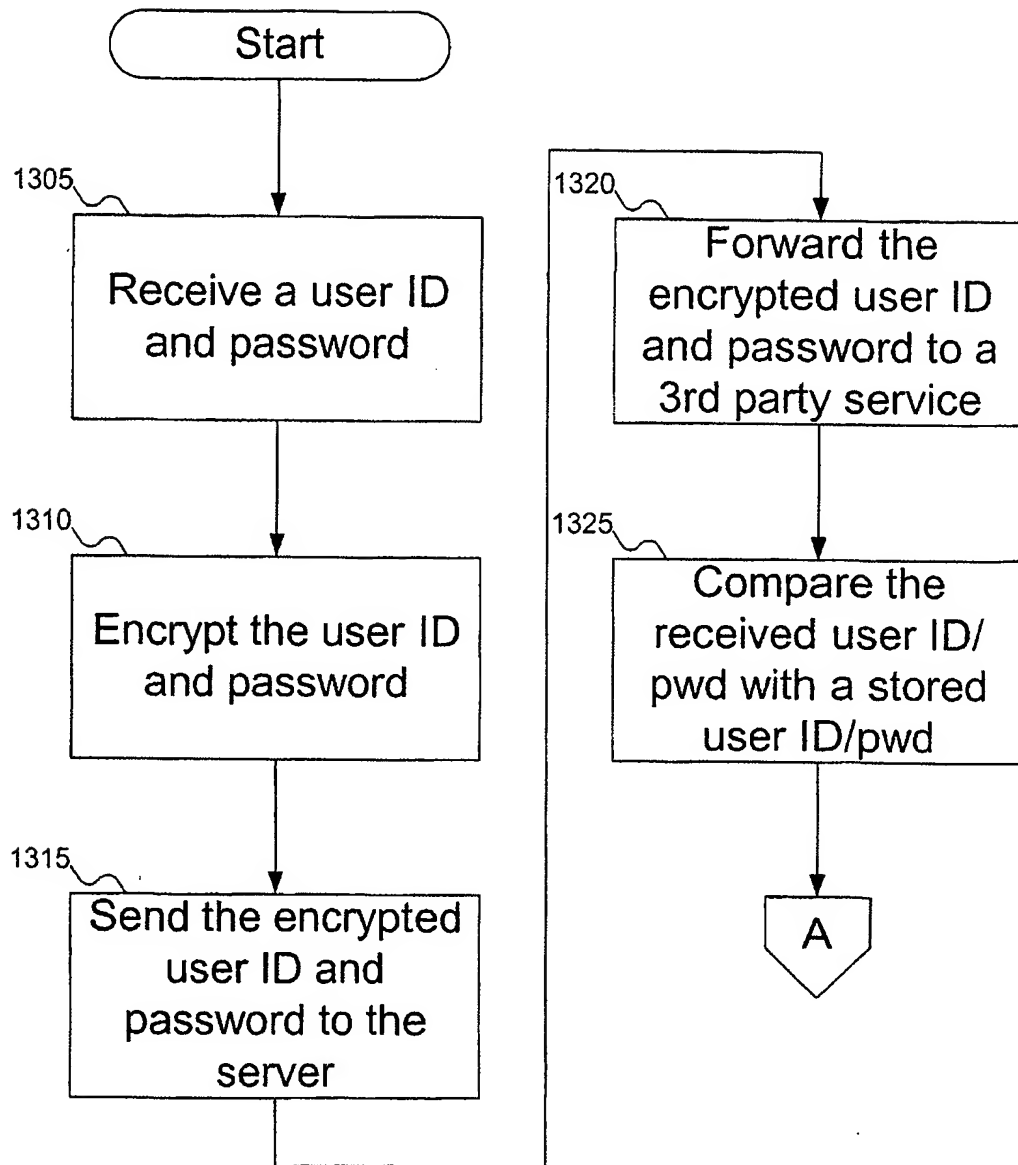 Start
1305
Receive a user ID
and password
1310
Encrypt the user ID
and password
1315
Send the encrypted
user ID and
password to the
server
1320
Forward the
encrypted user ID
and password to a
3rd party service
1325
Compare the
received user ID/
pwd with a stored
user ID/pwd
A